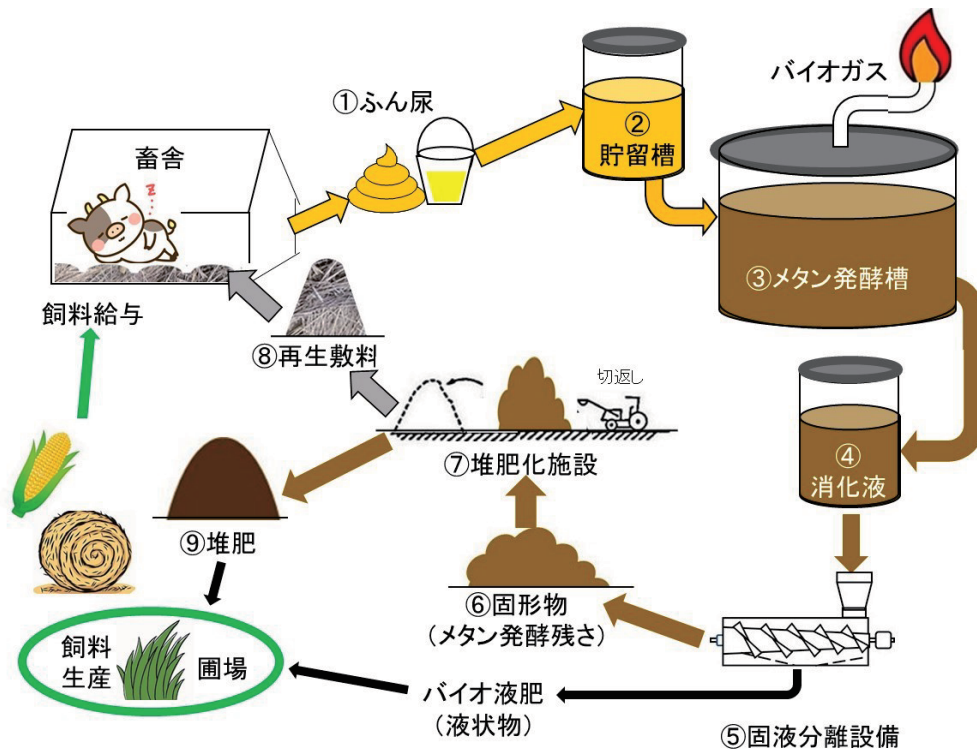 バイオガス
①ふん尿
②
貯留槽
畜舎
z
③メタン発酵槽
飼料給与
⑧再生敷料
切返し
④
消化液
⑦堆肥化施設
⑨堆肥
⑥固形物
(メタン発酵残さ)
飼料
生産
圃場
バイオ液肥
(液状物)
⑤固液分離設備